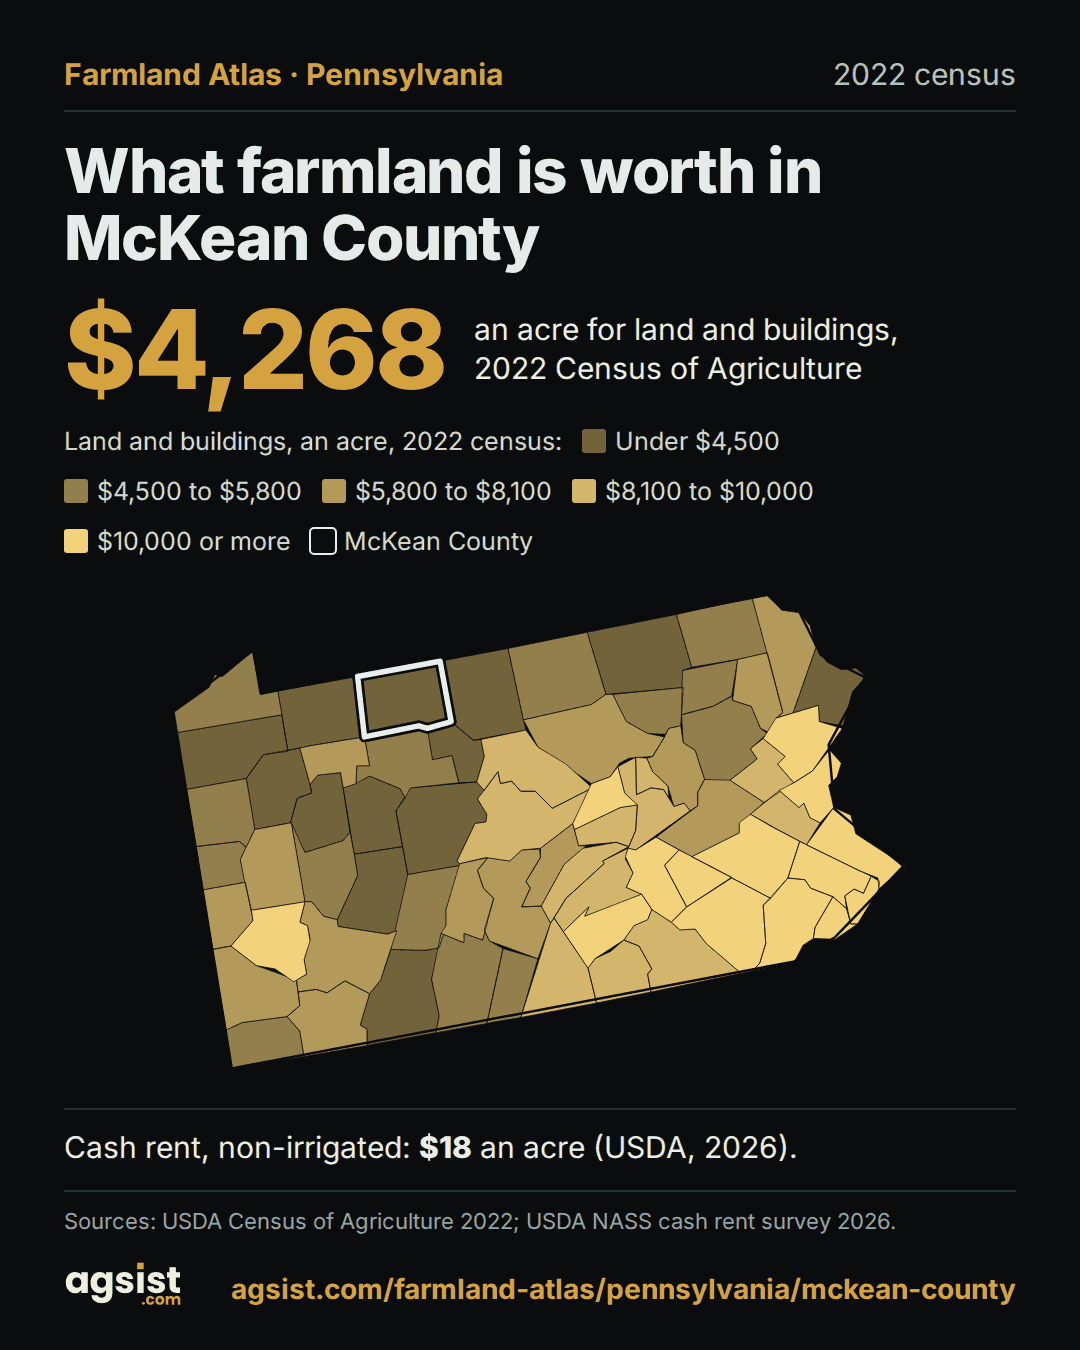 Farmland Atlas · Pennsylvania
2022 census
What farmland is worth in
McKean County
$4,268
an acre for land and buildings,
2022 Census of Agriculture
Land and buildings, an acre, 2022 census: Under $4,500
$4,500 to $5,800 $5,800 to $8,100 $8,100 to $10,000
$10,000 or more McKean County
Cash rent, non-irrigated: $18 an acre (USDA, 2026).
Sources: USDA Census of Agriculture 2022; USDA NASS cash rent survey 2026.
agsist
.com
agsist.com/farmland-atlas/pennsylvania/mckean-county